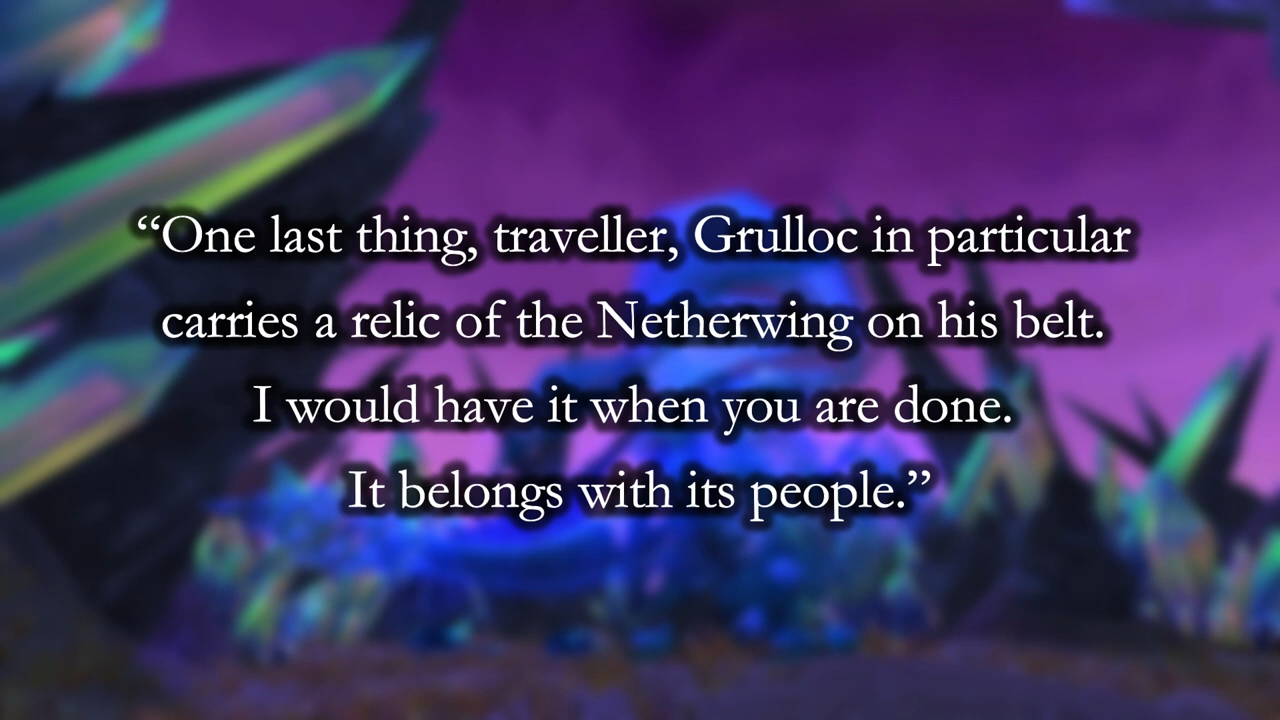 “One last thing, traveller, Grulloc in particular
carries a relic of the Netherwing on his belt.
I would have it when you are done.
It belongs with its people.”